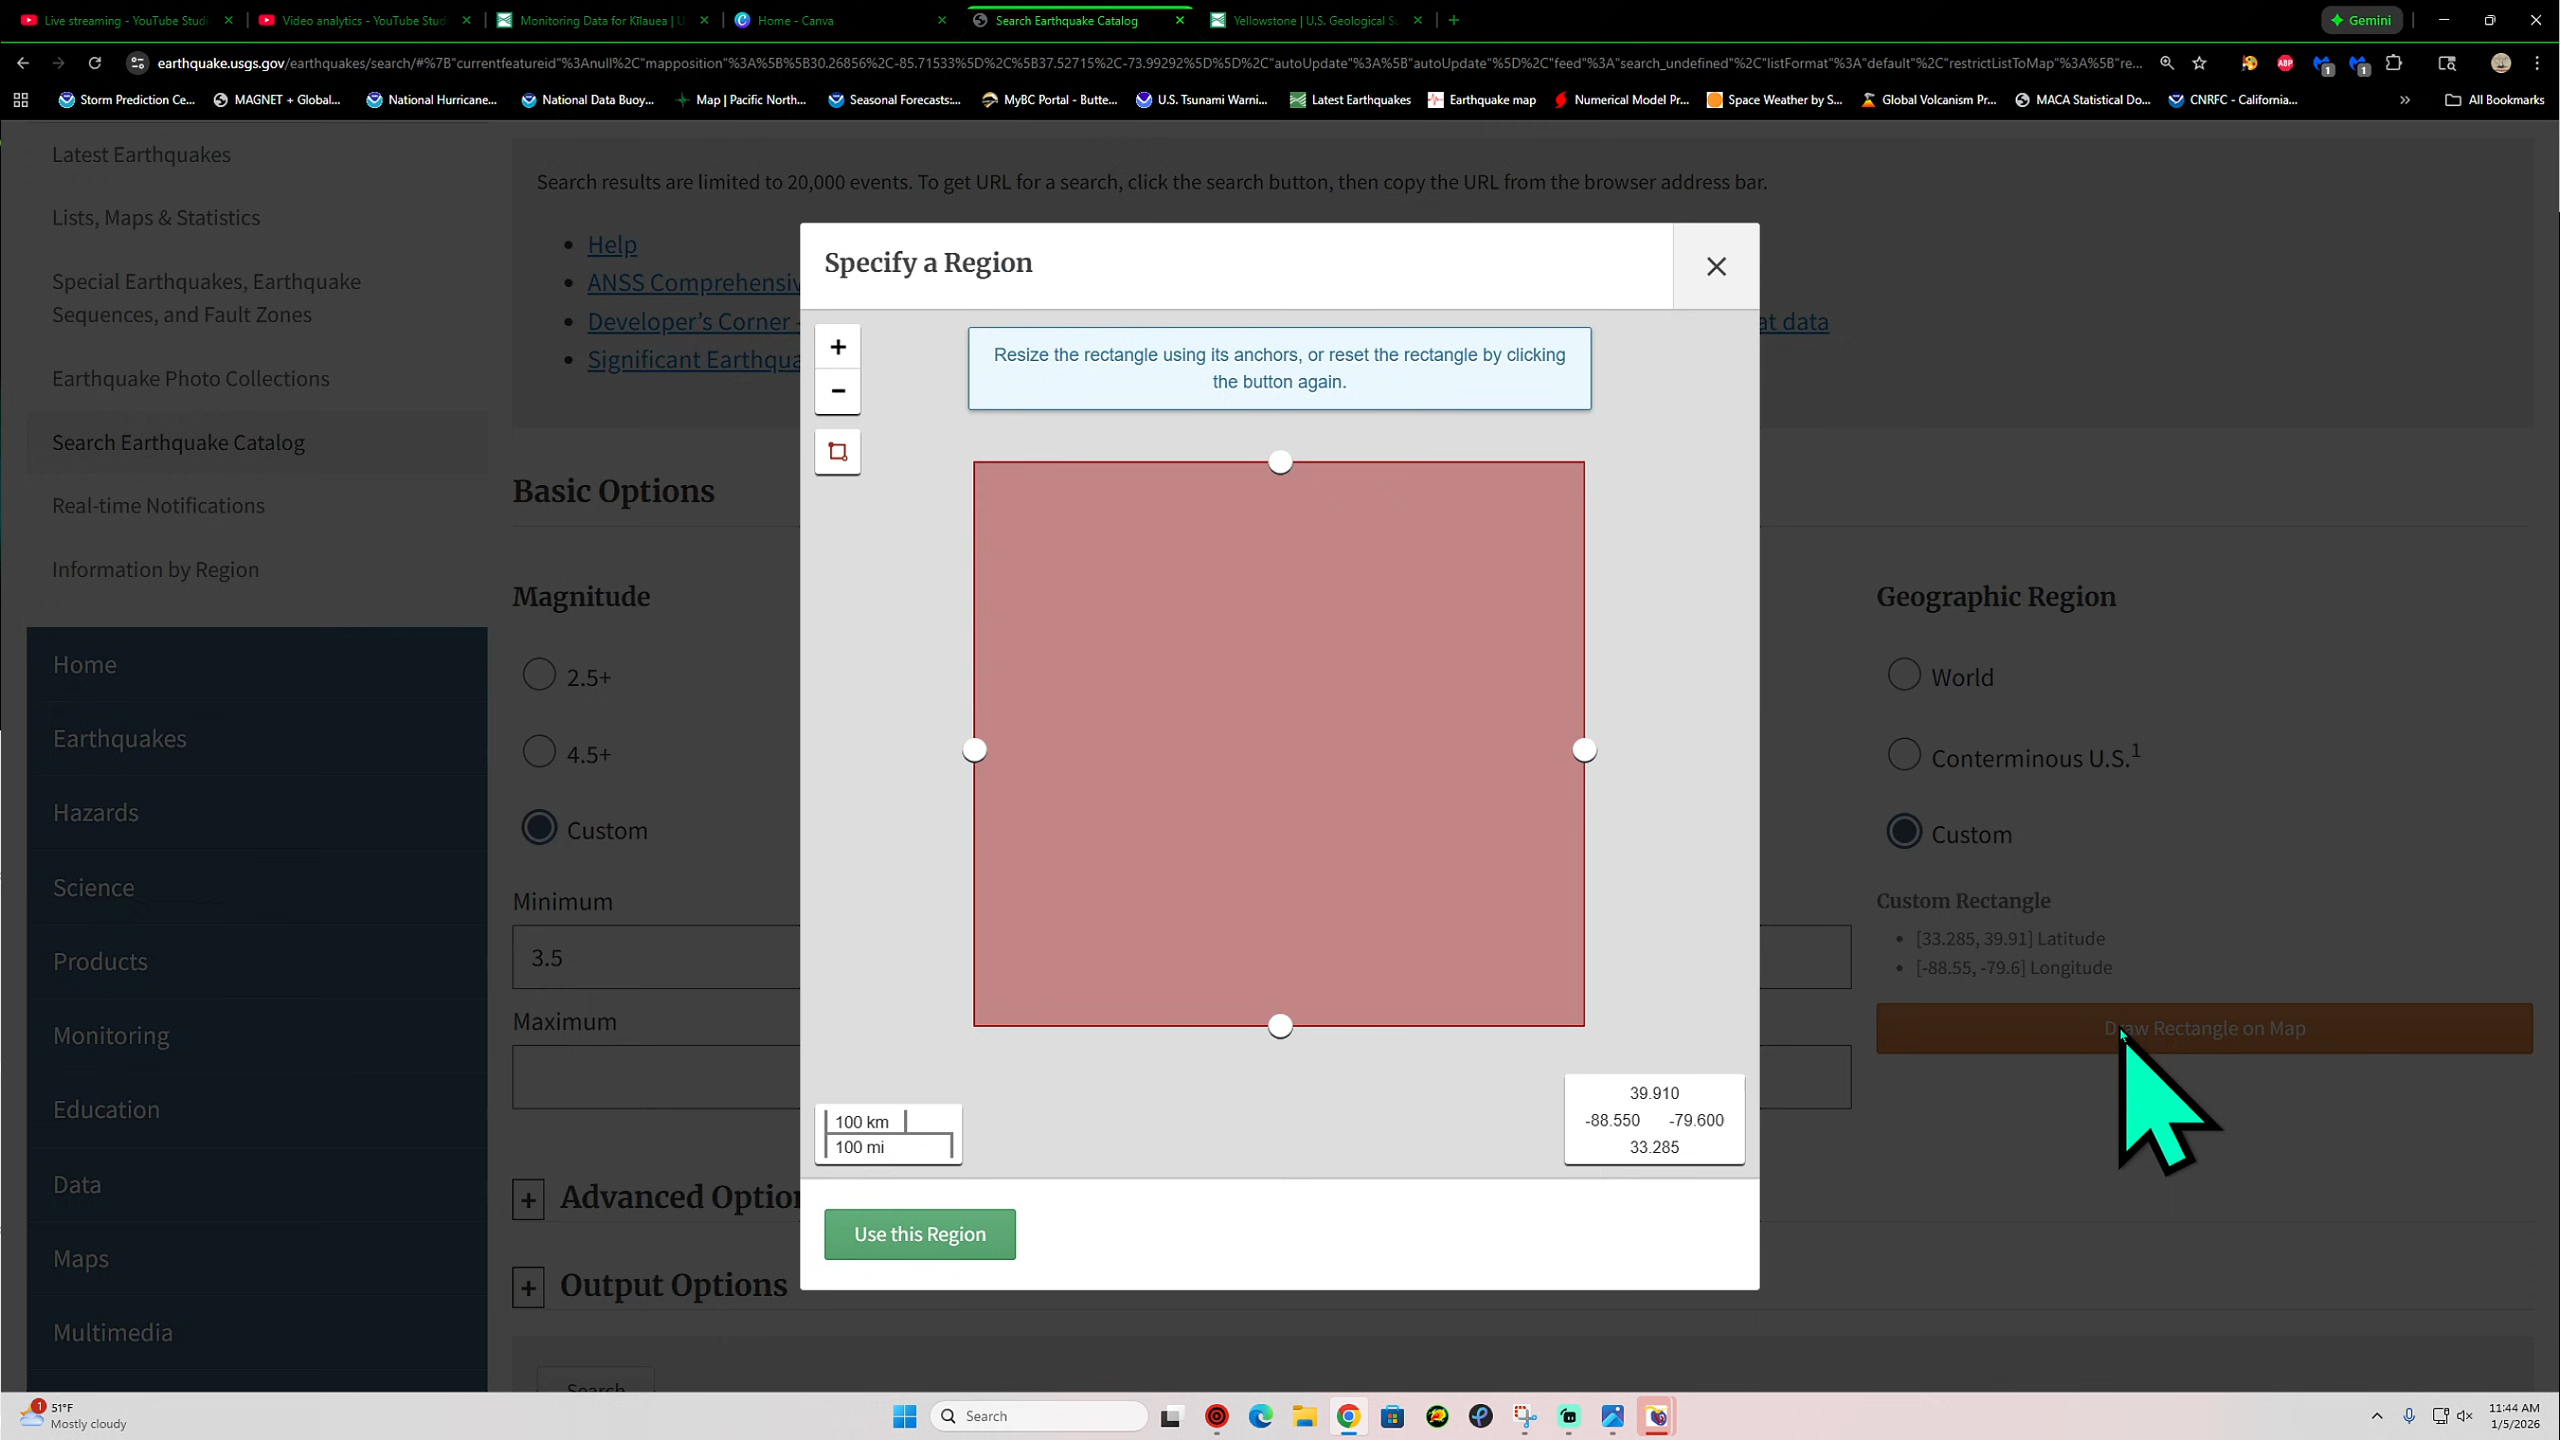 Live streaming - YouTube Studi
Video analytics - YouTube Stud
Monitoring Data for Kīlauea | U
Home - Canva
Search Earthquake Catalog
Yellowstone | U.S. Geological Su
Gemini
earthquake.usgs.gov/earthquakes/search/#%7B"currentfeatureid"%3Anull%2C"mapposition"%3A%5B%5B30.26856%2C-85.71533%5D%2C%5B37.52715%2C-73.99292%5D%5D%2C"autoUpdate"%3A%5B"autoUpdate"%5D%2C"feed"%3A"search_undefined"%2C"listFormat"%3A"default"%2C"restrictListToMap"%3A%5B"re...
Storm Prediction Ce...
MAGNET + Global...
National Hurricane...
National Data Buoy...
Map | Pacific North...
Seasonal Forecasts:...
MyBC Portal - Butte...
U.S. Tsunami Warni...
Latest Earthquakes
Earthquake map
Numerical Model Pr...
Space Weather by S...
Global Volcanism Pr...
MACA Statistical Do...
CNRFC - California...
All Bookmarks
Latest Earthquakes
Lists, Maps & Statistics
Special Earthquakes, Earthquake
Sequences, and Fault Zones
Earthquake Photo Collections
Search Earthquake Catalog
Real-time Notifications
Information by Region
Home
Earthquakes
Hazards
Science
Products
Monitoring
Education
Data
Maps
Multimedia
Search results are limited to 20,000 events. To get URL for a search, click the search button, then copy the URL from the browser address bar.
Help
ANSS Comprehensiv
Developer's Corner - at data
Significant Earthqua
Basic Options
Magnitude
2.5+
4.5+
Custom
Minimum
3.5
Maximum
Advanced Option
Output Options
Search
Specify a Region
Resize the rectangle using its anchors, or reset the rectangle by clicking
the button again.
100 km
100 mi
39.910
-88.550 -79.600
33.285
Use this Region
Geographic Region
World
Conterminous U.S.1
Custom
Custom Rectangle
[33.285, 39.91] Latitude
[-88.55, -79.6] Longitude
Draw Rectangle on Map
1
51°F
Mostly cloudy
Search
11:44 AM
1/5/2026